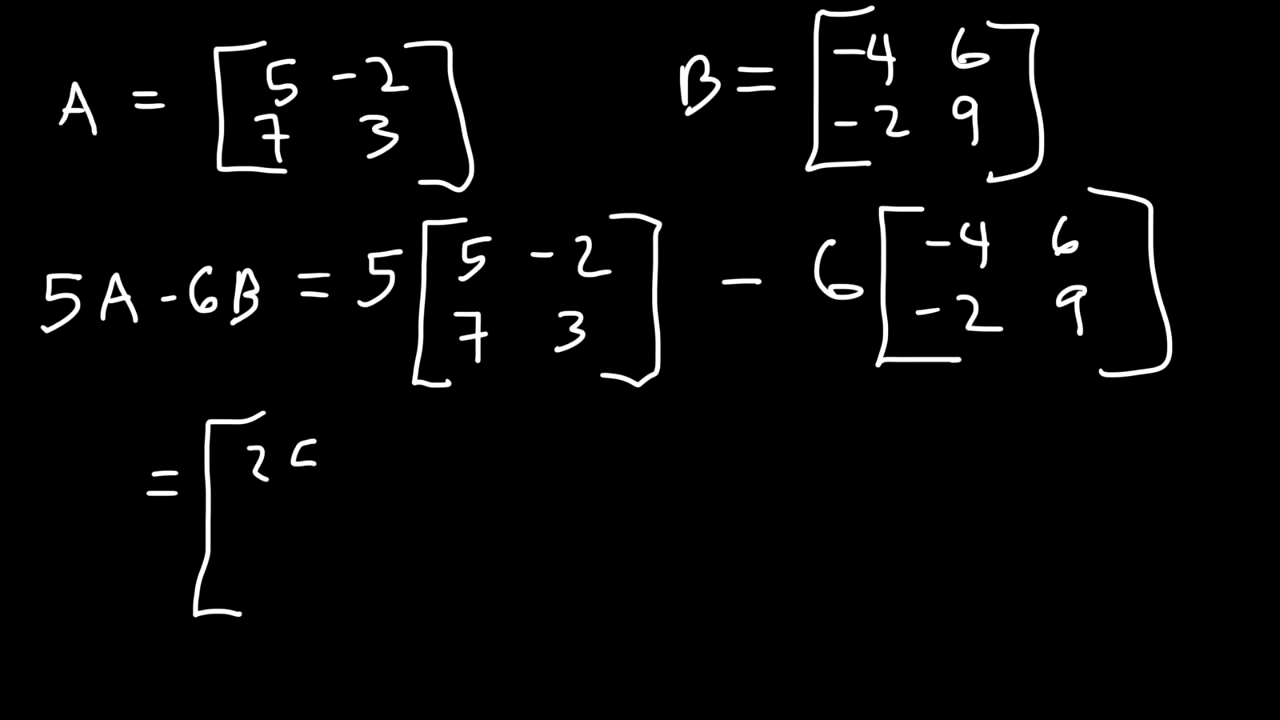 A = [5 -2 7 3] B = [-4 6 -2 9]
5A - 6B = 5[5 -2 7 3] - 6[-4 6 -2 9]
= [25